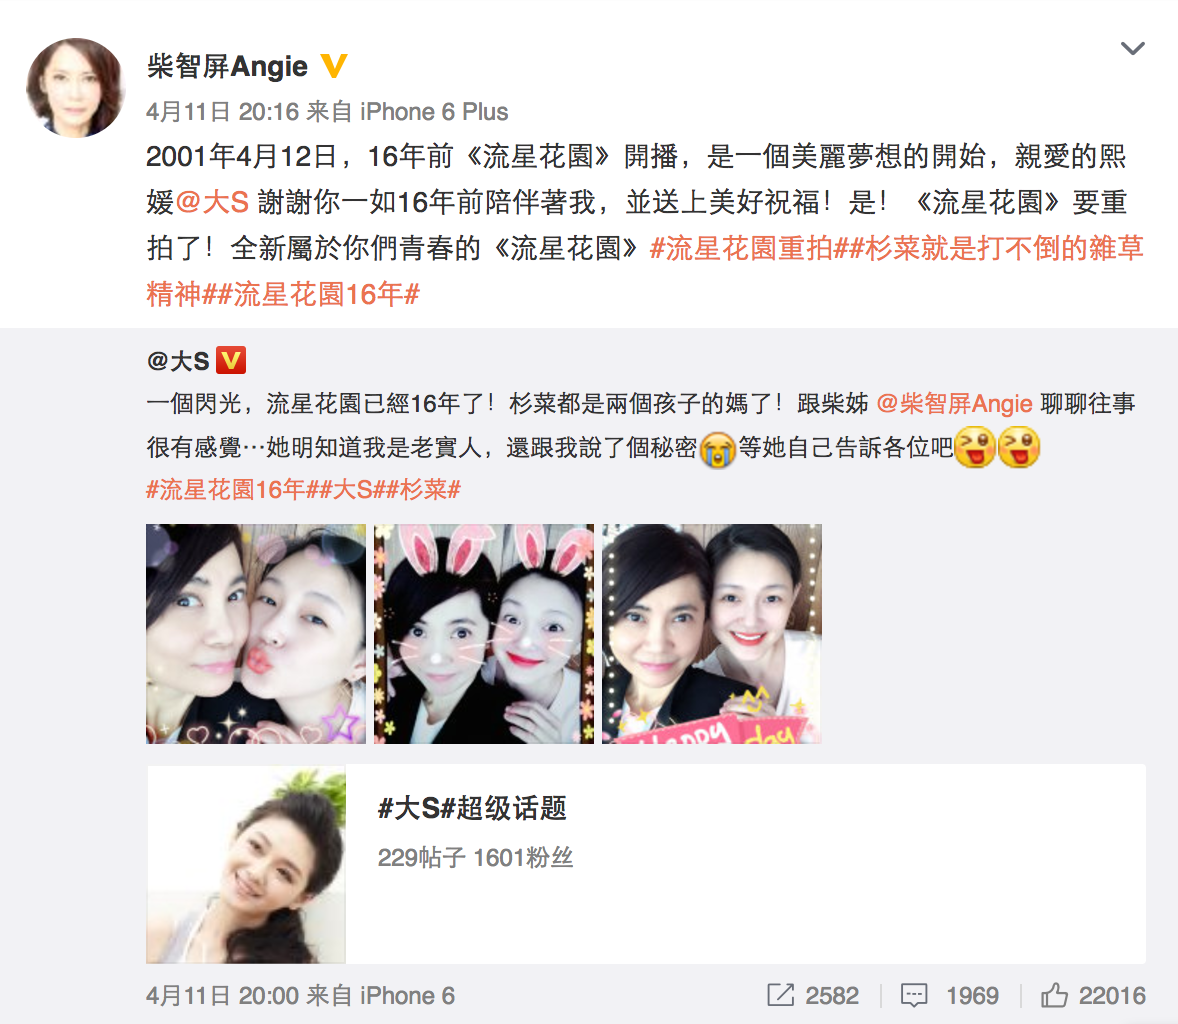 柴智屏Angie V
4月11日 20:16 来自 iPhone 6 Plus
2001年4月12日，16年前《流星花園》開播，是一個美麗夢想的開始，親愛的熙
媛@大S 謝謝你一如16年前陪伴著我，並送上美好祝福！是！《流星花園》要重
拍了！全新屬於你們青春的《流星花園》#流星花園重拍##杉菜就是打不倒的雜草
精神##流星花園16年#
@大S V
一個閃光，流星花園已經16年了！杉菜都是兩個孩子的媽了！跟柴姊 @柴智屏Angie 聊聊往事
很有感覺⋯她明知道我是老實人，還跟我說了個秘密😭等她自己告訴各位吧😜😜
#流星花園16年##大S##杉菜#
Happy day
#大S#超级话题
229帖子 1601粉丝
4月11日 20:00 来自 iPhone 6 2582 1969 22016